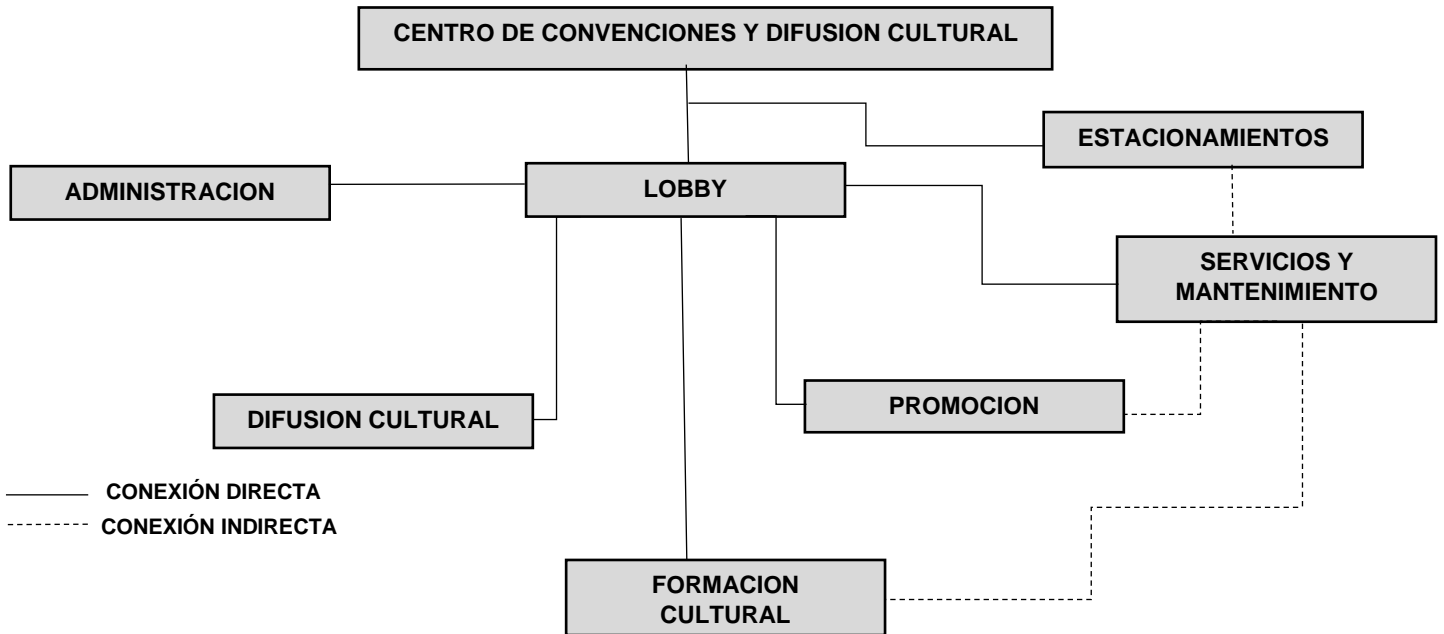 CENTRO DE CONVENCIONES Y DIFUSION CULTURAL
ESTACIONAMIENTOS
ADMINISTRACION
LOBBY
SERVICIOS Y
MANTENIMIENTO
DIFUSION CULTURAL
PROMOCION
CONEXIÓN DIRECTA
CONEXIÓN INDIRECTA
FORMACION
CULTURAL